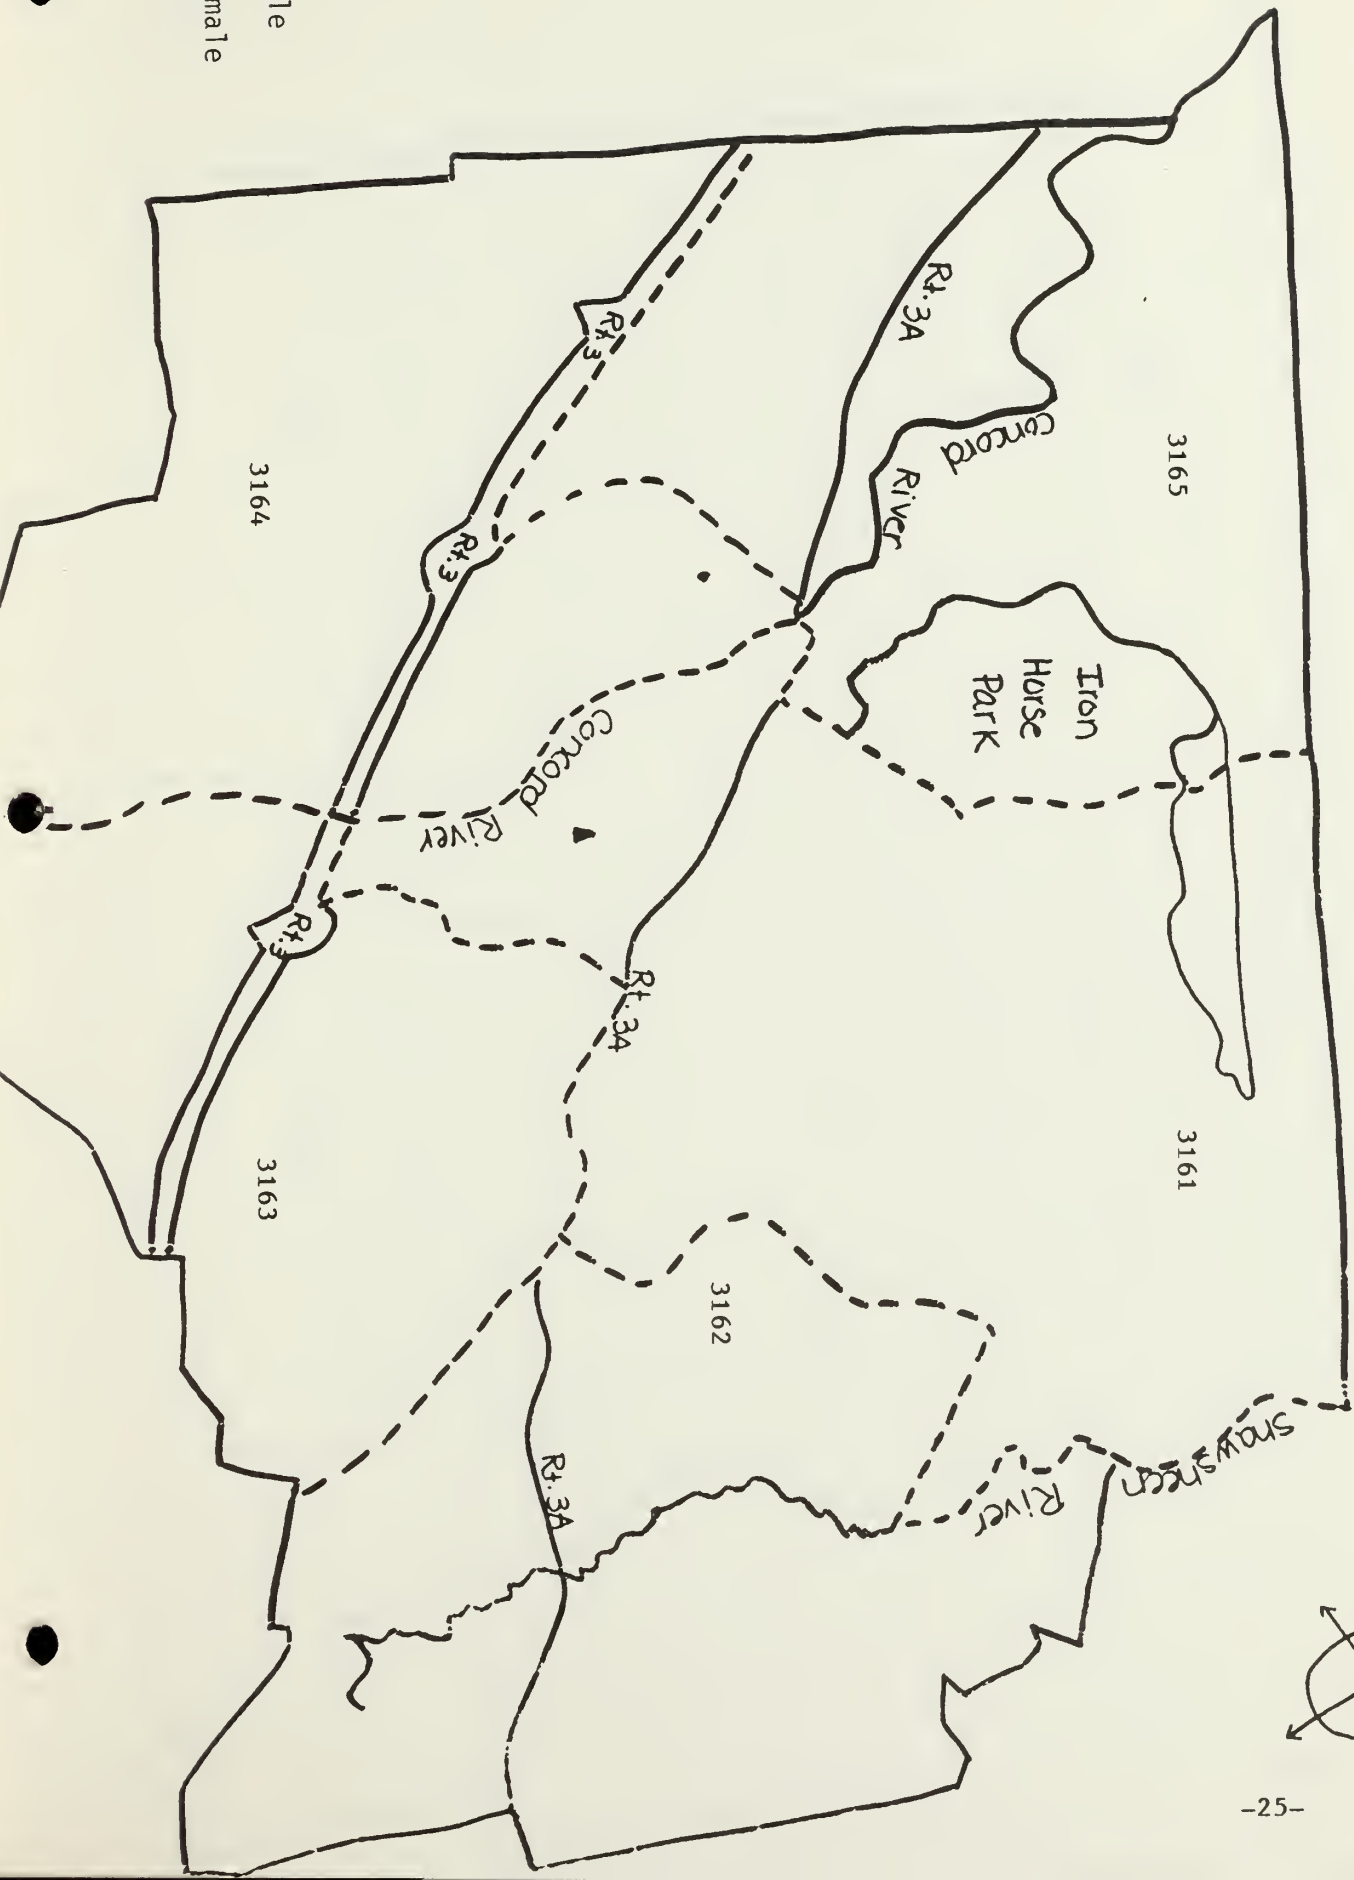 le
male
Rt. 3A
Concord
River
3165
Rt. 3
3164
Rt. 3
Iron
Horse
Park
Concord
River
Rt. 3
Rt. 3A
3161
3163
3162
Shawsheen
River
Rt. 3A
-25-